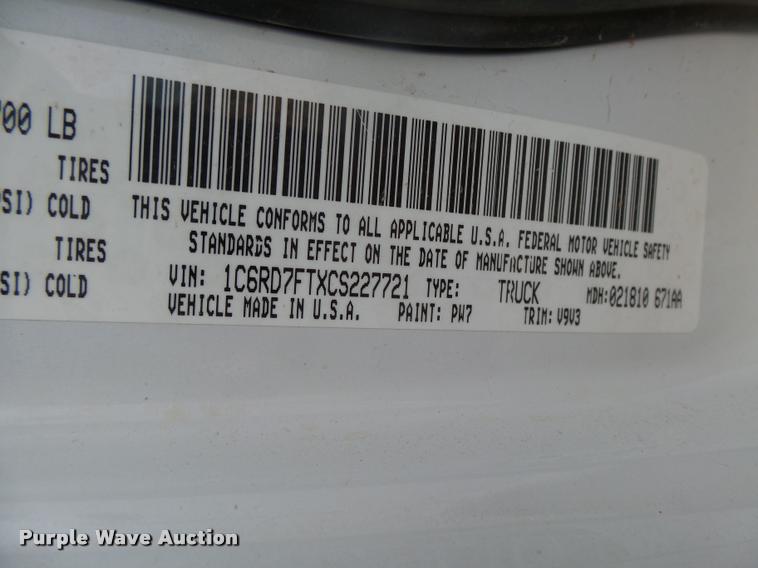 700 LB
TIRES
PSI) COLD
TIRES
SI) COLD
THIS VEHICLE CONFORMS TO ALL APPLICABLE U.S.A. FEDERAL MOTOR VEHICLE SAFETY
STANDARDS IN EFFECT ON THE DATE OF MANUFACTURE SHOWN ABOVE.
VIN: 1C6RD7FTXCS227721 TYPE: TRUCK MDH:021810 671AA
VEHICLE MADE IN U.S.A. PAINT: PW7 TRIM: V9V3
Purple Wave Auction